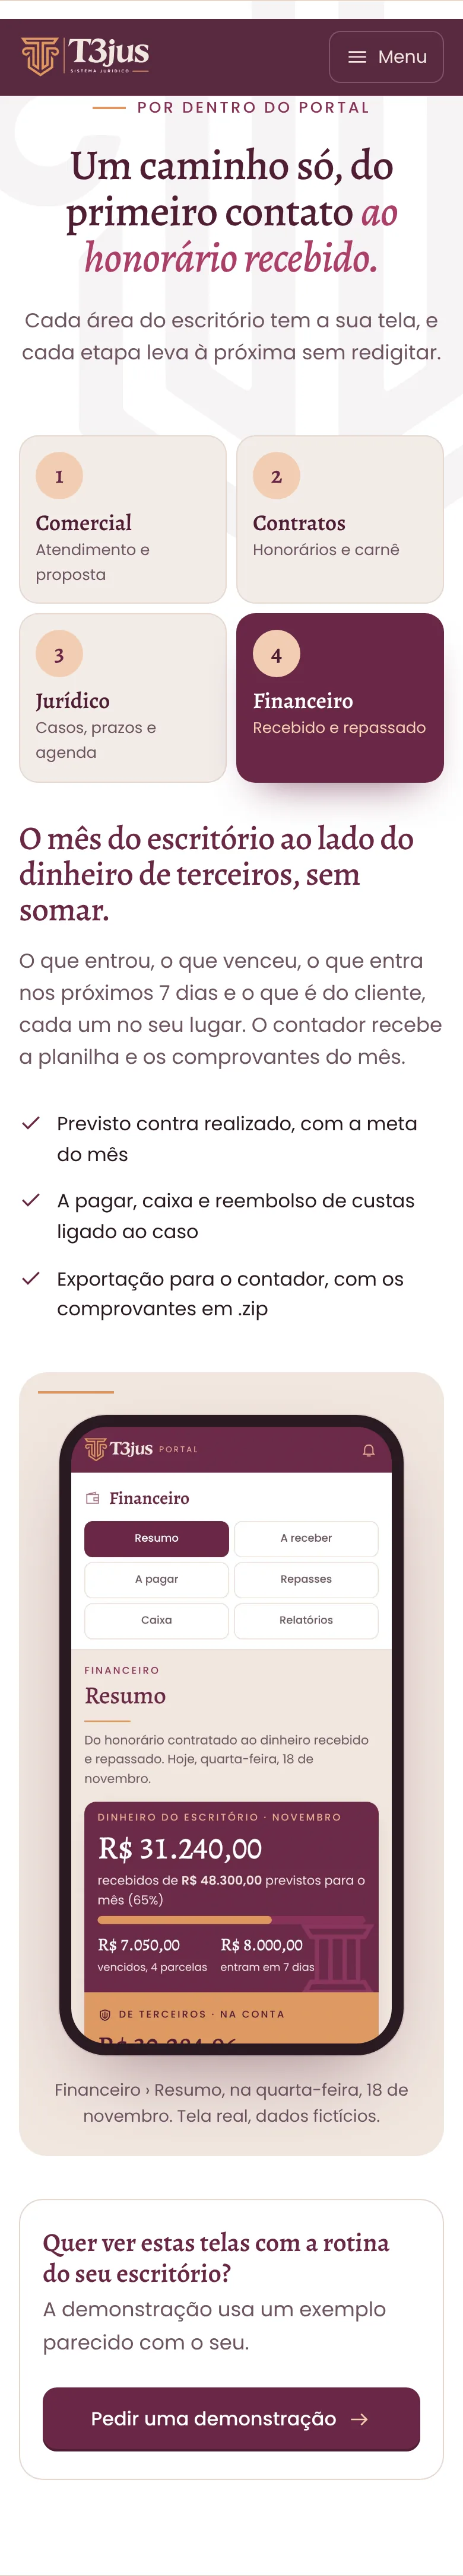 T3jus
SISTEMA JURÍDICO
Menu
POR DENTRO DO PORTAL
Um caminho só, do
primeiro contato ao
honorário recebido.
Cada área do escritório tem a sua tela, e
cada etapa leva à próxima sem redigitar.
1
Comercial
Atendimento e
proposta
2
Contratos
Honorários e carnê
3
Jurídico
Casos, prazos e
agenda
4
Financeiro
Recebido e repassado
O mês do escritório ao lado do
dinheiro de terceiros, sem
somar.
O que entrou, o que venceu, o que entra
nos próximos 7 dias e o que é do cliente,
cada um no seu lugar. O contador recebe
a planilha e os comprovantes do mês.
Previsto contra realizado, com a meta
do mês
A pagar, caixa e reembolso de custas
ligado ao caso
Exportação para o contador, com os
comprovantes em .zip
T3jus PORTAL
Financeiro
Resumo
A receber
A pagar
Repasses
Caixa
Relatórios
FINANCEIRO
Resumo
Do honorário contratado ao dinheiro recebido
e repassado. Hoje, quarta-feira, 18 de
novembro.
DINHEIRO DO ESCRITÓRIO · NOVEMBRO
R$ 31.240,00
recebidos de R$ 48.300,00 previstos para o
mês (65%)
R$ 7.050,00
vencidos, 4 parcelas
R$ 8.000,00
entram em 7 dias
DE TERCEIROS · NA CONTA
Financeiro › Resumo, na quarta-feira, 18 de
novembro. Tela real, dados fictícios.
Quer ver estas telas com a rotina
do seu escritório?
A demonstração usa um exemplo
parecido com o seu.
Pedir uma demonstração →